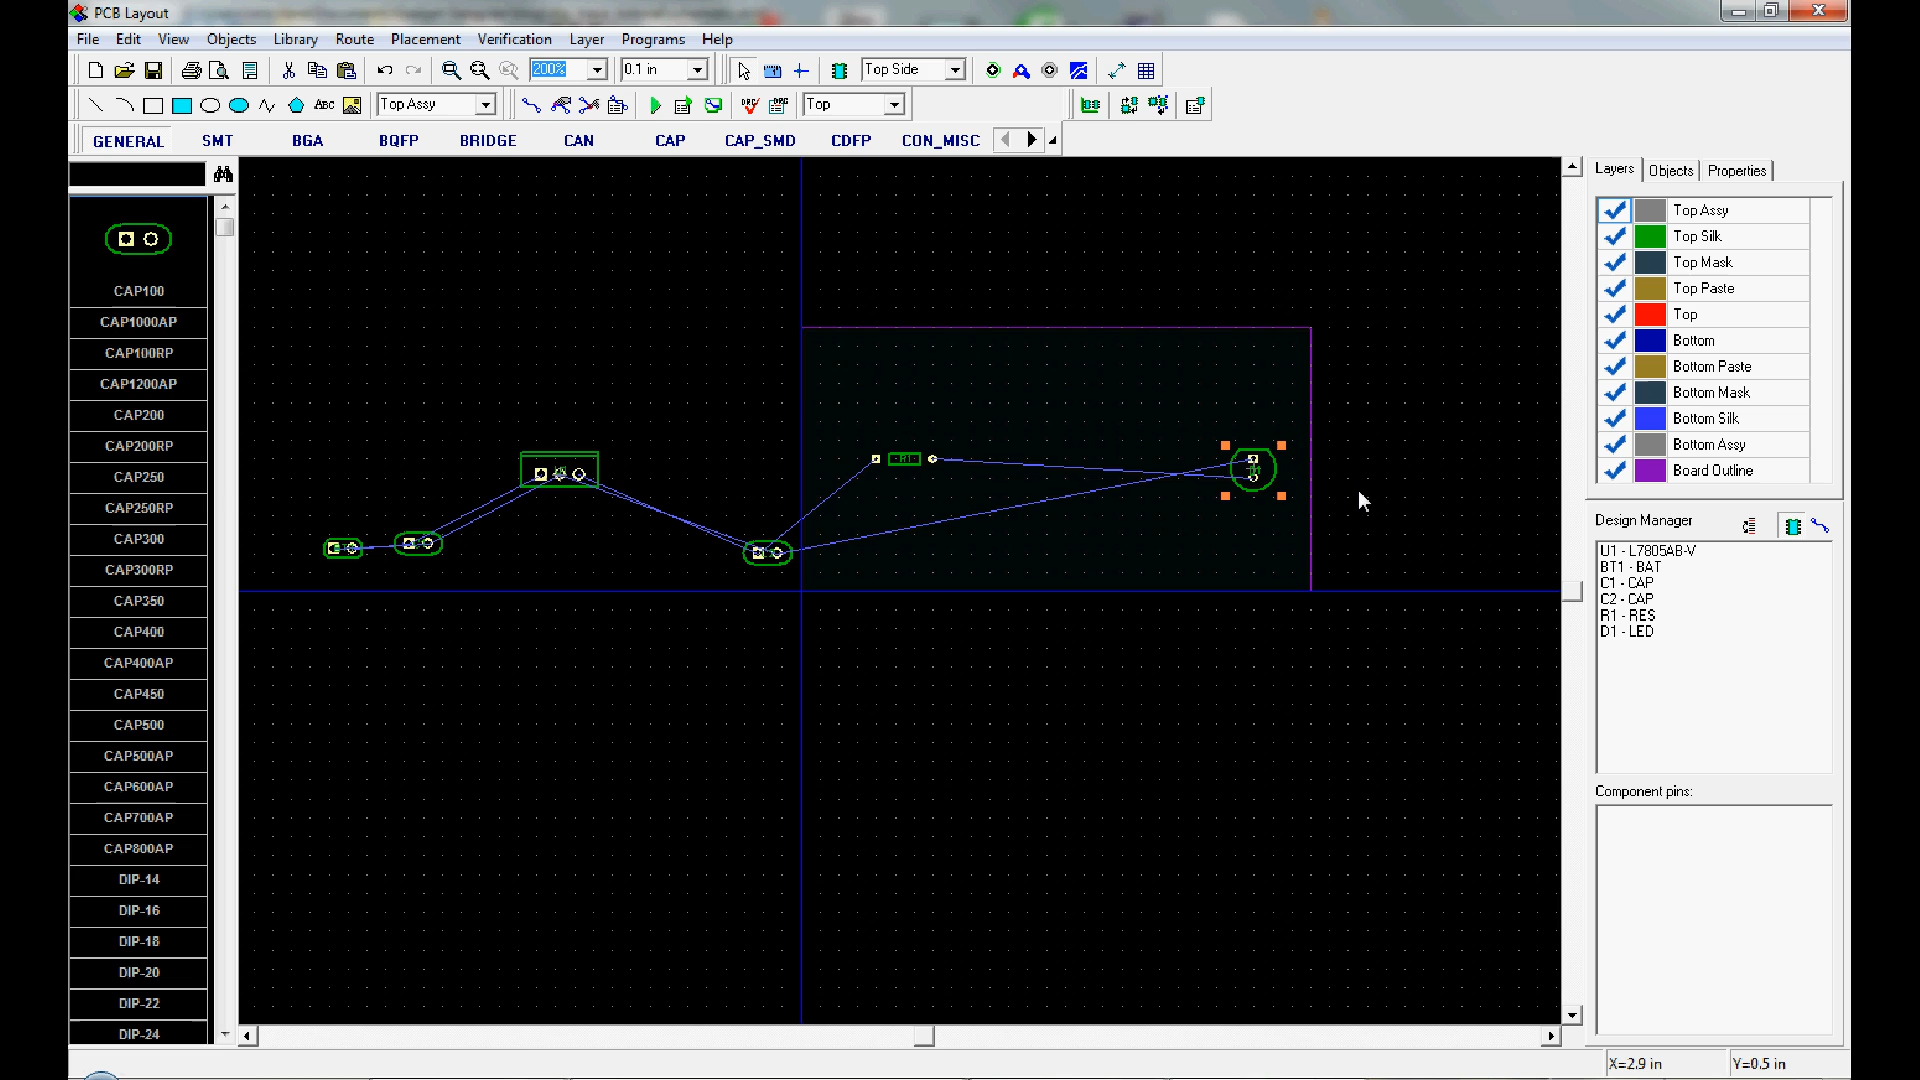 PCB Layout
File Edit View Objects Library Route Placement Verification Layer Programs Help
200% 0.1 in Top Side
ABC Top Assy DRC DRC Top
GENERAL SMT BGA BQFP BRIDGE CAN CAP CAP_SMD CDFP CON_MISC
CAP100
CAP1000AP
CAP100RP
CAP1200AP
CAP200
CAP200RP
CAP250
CAP250RP
CAP300
CAP300RP
CAP350
CAP400
CAP400AP
CAP450
CAP500
CAP500AP
CAP600AP
CAP700AP
CAP800AP
DIP-14
DIP-16
DIP-18
DIP-20
DIP-22
DIP-24
R1
Layers Objects Properties
Top Assy
Top Silk
Top Mask
Top Paste
Top
Bottom
Bottom Paste
Bottom Mask
Bottom Silk
Bottom Assy
Board Outline
Design Manager
U1 - L7805AB-V
BT1 - BAT
C1 - CAP
C2 - CAP
R1 - RES
D1 - LED
Component pins:
X=2.9 in Y=0.5 in